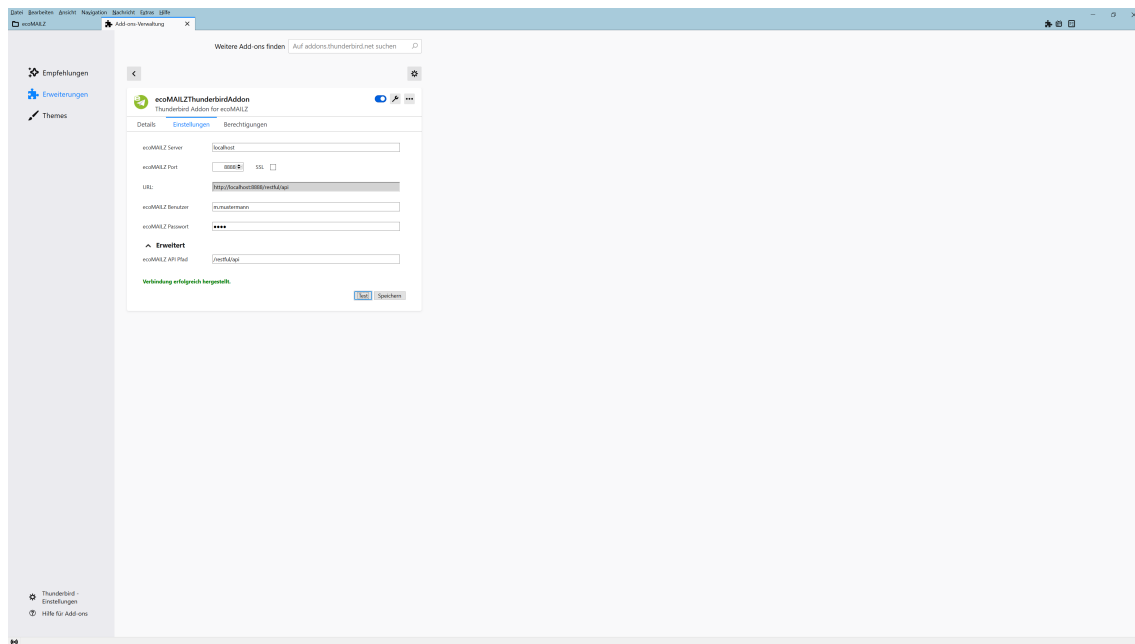 Datei Bearbeiten Ansicht Navigation Nachricht Extras Hilfe
ecoMAILZ
Add-ons-Verwaltung
Weitere Add-ons finden
Auf addons.thunderbird.net suchen
Empfehlungen
Erweiterungen
Themes
ecoMAILZThunderbirdAddon
Thunderbird Addon for ecoMAILZ
Details Einstellungen Berechtigungen
ecoMAILZ Server localhost
ecoMAILZ Port 8888 SSL
URL: http://localhost:8888/restful/api
ecoMAILZ Benutzer m.mustermann
ecoMAILZ Passwort ••••
Erweitert
ecoMAILZ API Pfad /restful/api
Verbindung erfolgreich hergestellt.
Test Speichern
Thunderbird -
Einstellungen
Hilfe für Add-ons